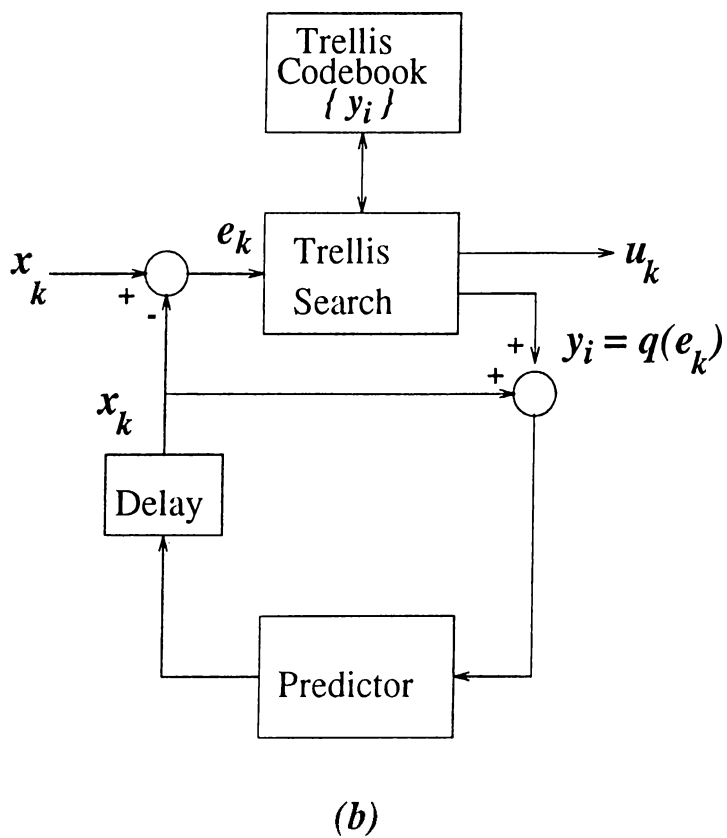 Trellis
Codebook
{ y_i }
e_k
x_k
+
-
Trellis
Search
u_k
+
y_i = q(e_k)
+
x_k
Delay
Predictor
(b)